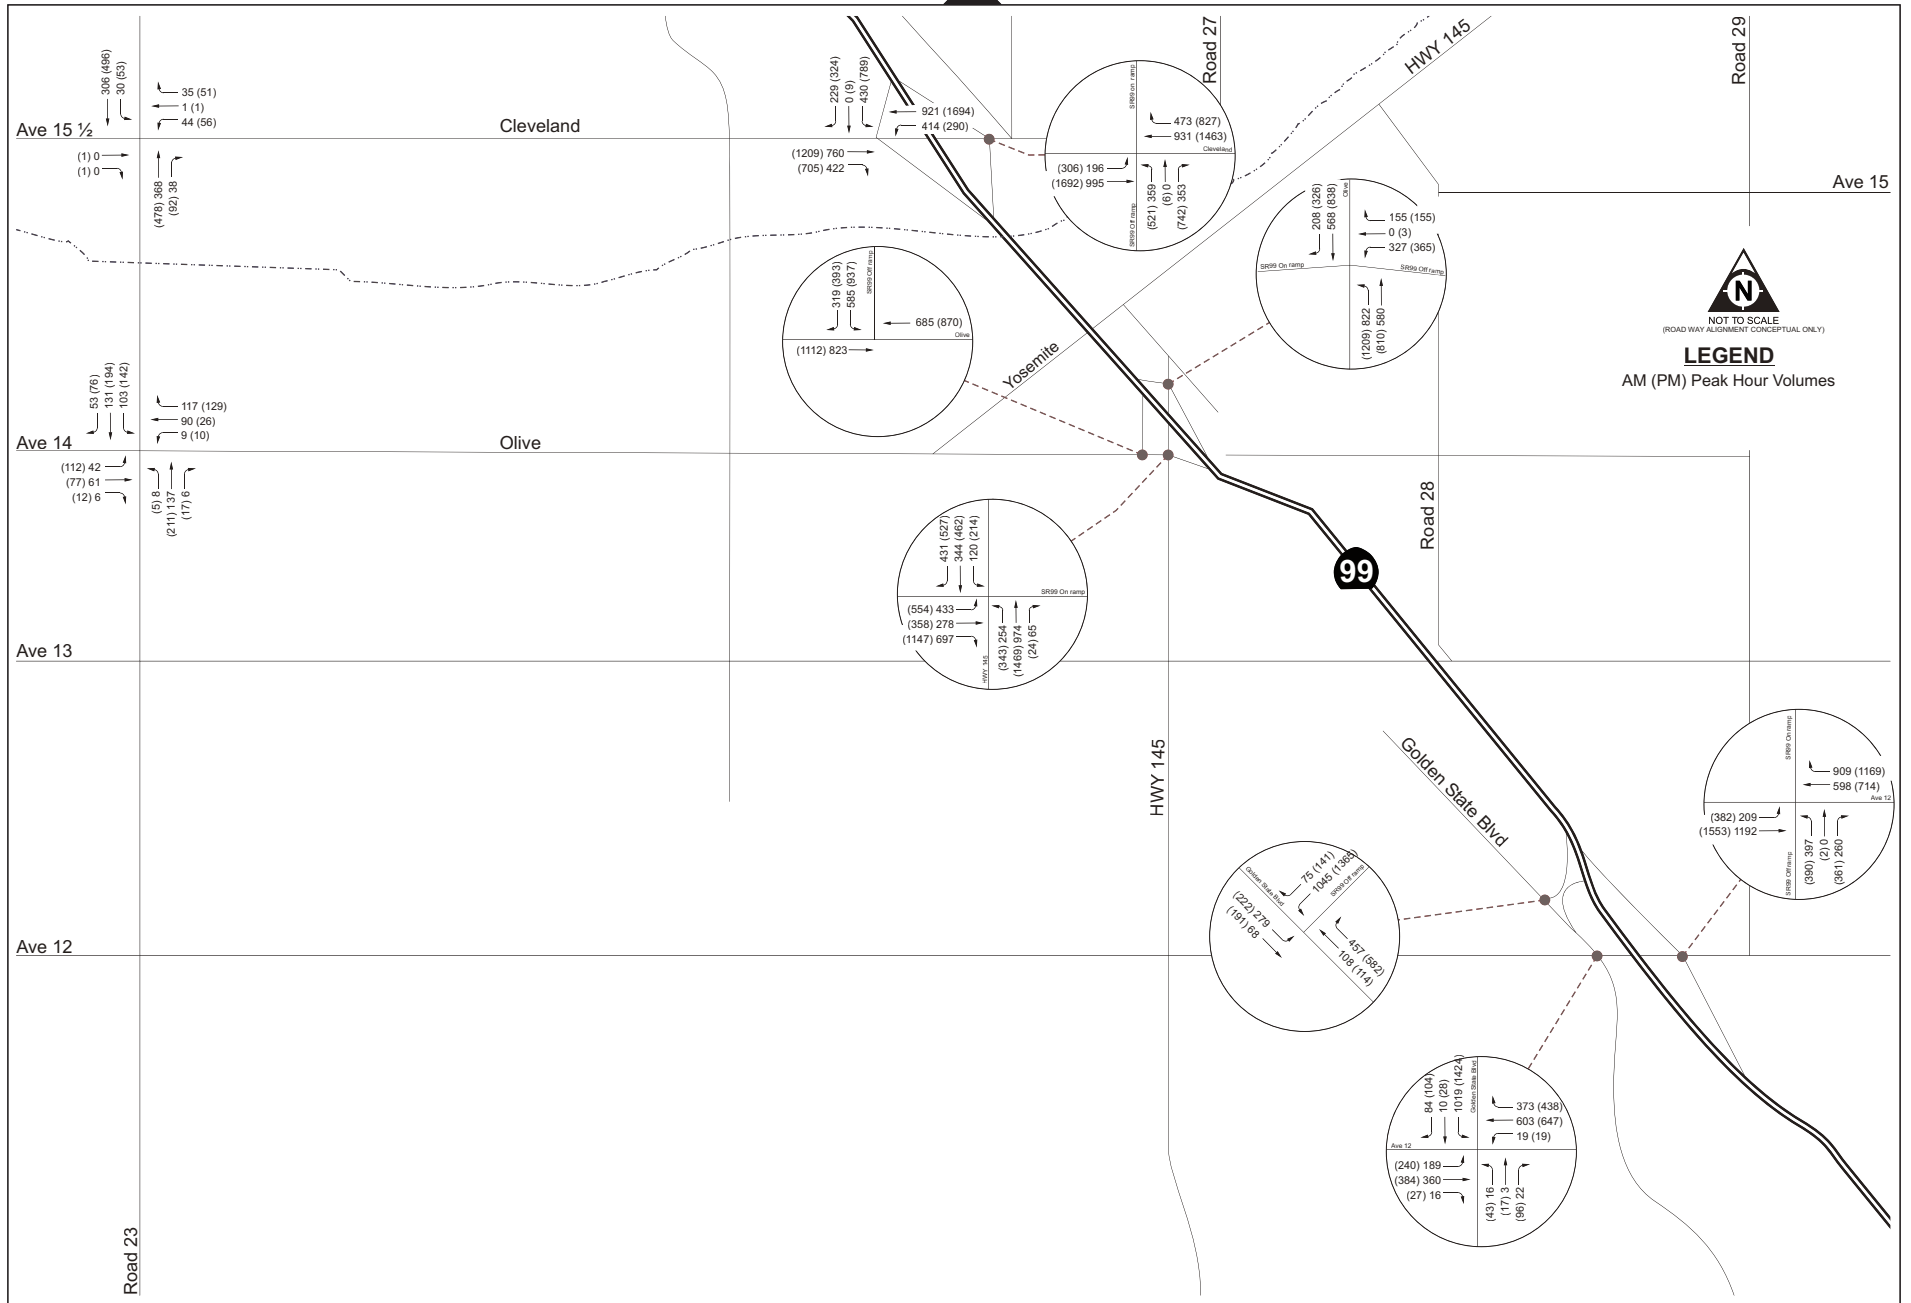 Road 27
HWY 145
Road 29
306 (496)
30 (53)
35 (51)
1 (1)
44 (56)
Ave 15 ½
Cleveland
(1) 0
(1) 0
(478) 368
(92) 38
229 (324)
0 (9)
430 (789)
921 (1694)
414 (290)
(1209) 760
(705) 422
SR99 On ramp
473 (827)
931 (1463)
Cleveland
(306) 196
(1692) 995
SR99 Off ramp
(521) 359
(6) 0
(742) 353
Ave 15
208 (326)
568 (838)
Olive
155 (155)
0 (3)
327 (365)
SR99 On ramp
SR99 Off ramp
(1209) 822
(810) 580
319 (393)
585 (937)
SR99 Off ramp
685 (870)
Olive
(1112) 823
N
NOT TO SCALE
(ROAD WAY ALIGNMENT CONCEPTUAL ONLY)
LEGEND
AM (PM) Peak Hour Volumes
Yosemite
53 (76)
131 (194)
103 (142)
117 (129)
90 (26)
9 (10)
Ave 14
Olive
(112) 42
(77) 61
(12) 6
(5) 8
(211) 137
(17) 6
Road 28
431 (527)
344 (462)
120 (214)
SR99 On ramp
(554) 433
(358) 278
(1147) 697
HWY 145
(343) 254
(1469) 974
(24) 65
99
Ave 13
HWY 145
Golden State Blvd
SR99 On ramp
909 (1169)
598 (714)
Ave 12
(382) 209
(1553) 1192
SR99 Off ramp
(390) 397
(2) 0
(361) 260
Golden State Blvd
75 (141)
1045 (1365)
SR99 Off ramp
(222) 279
(191) 68
457 (582)
108 (114)
Ave 12
84 (104)
10 (28)
1019 (1424)
Golden State Blvd
373 (438)
603 (647)
19 (19)
Ave 12
(240) 189
(384) 360
(27) 16
(43) 16
(17) 3
(96) 22
Road 23